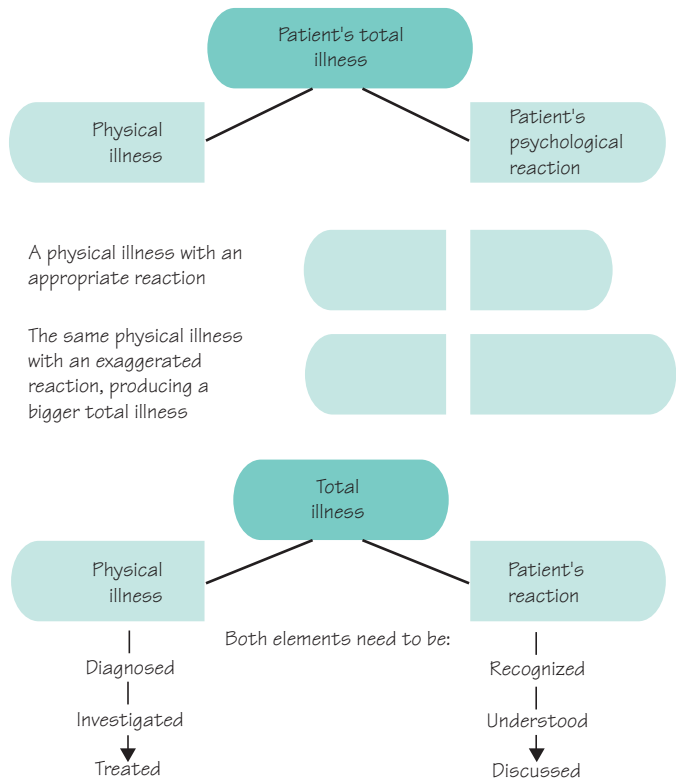 Patient's total
illness
Physical
illness
Patient's
psychological
reaction
A physical illness with an
appropriate reaction
The same physical illness
with an exaggerated
reaction, producing a
bigger total illness
Total
illness
Physical
illness
Patient's
reaction
Both elements need to be:
Diagnosed
Recognized
Investigated
Understood
Treated
Discussed